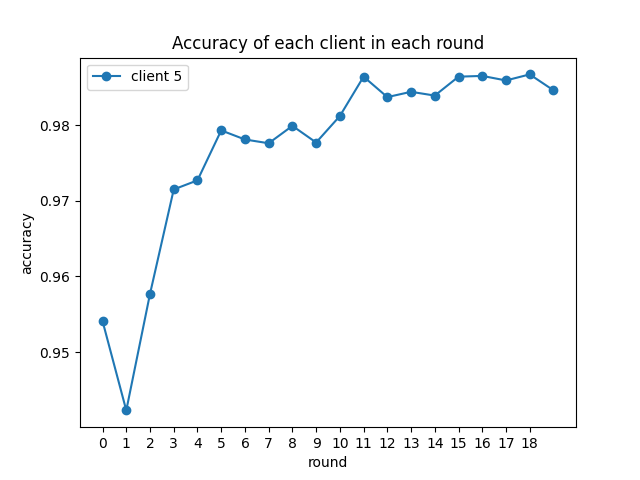 Accuracy of each client in each round
client 5
0.98
0.97
0.96
0.95
accuracy
0 1 2 3 4 5 6 7 8 9 10 11 12 13 14 15 16 17 18
round